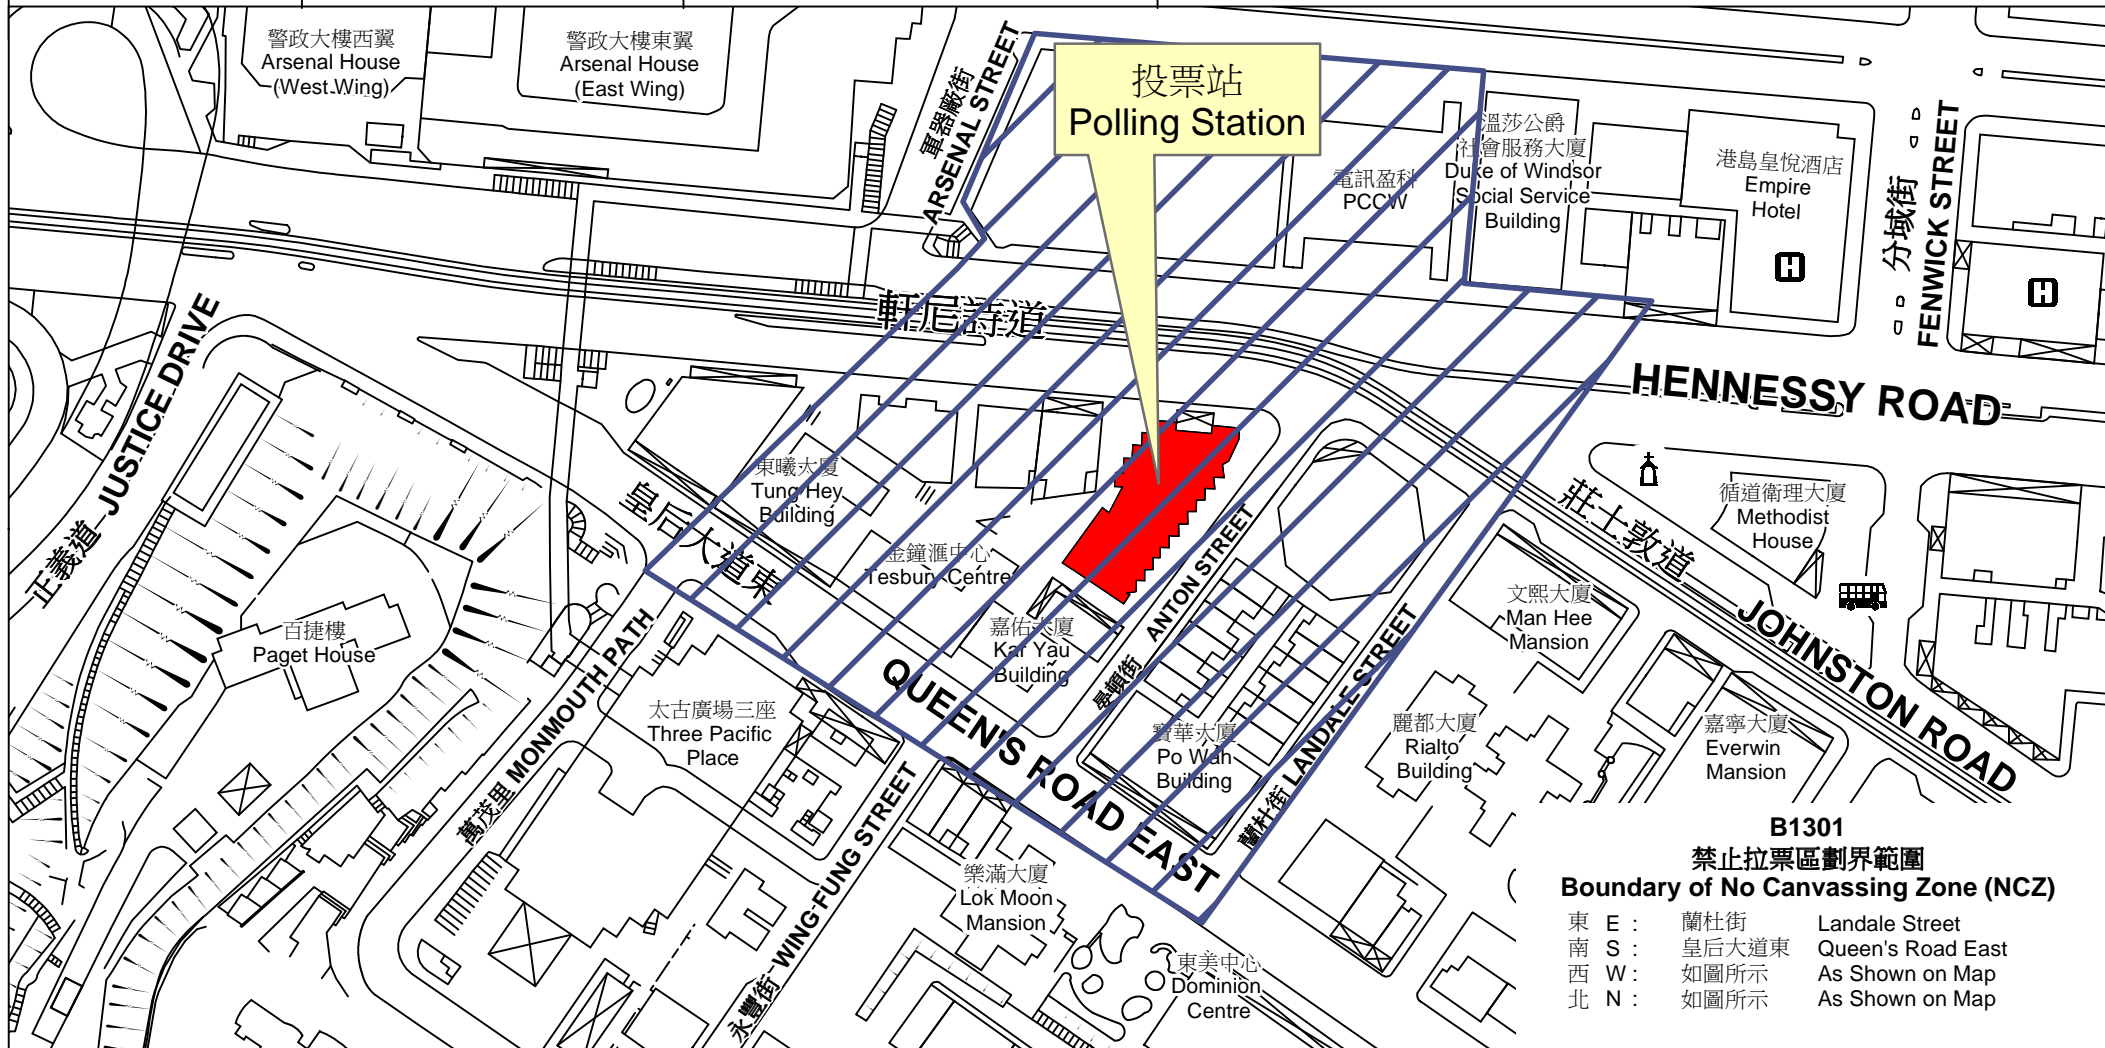 警政大樓西翼
Arsenal House
(West Wing)
警政大樓東翼
Arsenal House
(East Wing)
軍器廠街
ARSENAL STREET
投票站
Polling Station
電訊盈科
PCCW
溫莎公爵
社會服務大廈
Duke of Windsor
Social Service
Building
港島皇悅酒店
Empire
Hotel
分域街
FENWICK STREET
H
H
軒尼詩道
HENNESSY ROAD
正義道 JUSTICE DRIVE
東曦大廈
Tung Hey
Building
皇后大道東
QUEEN'S ROAD EAST
金鐘滙中心
Tesbury Centre
嘉佑大廈
Kar Yau
Building
ANTON STREET
晏頓街
莊士敦道
JOHNSTON ROAD
循道衛理大廈
Methodist
House
文熙大廈
Man Hee
Mansion
百捷樓
Paget House
萬茂里 MONMOUTH PATH
太古廣場三座
Three Pacific
Place
寶華大廈
Po Wah
Building
蘭杜街 LANDALE STREET
麗都大廈
Rialto
Building
嘉寧大廈
Everwin
Mansion
永豐街 WING FUNG STREET
樂滿大廈
Lok Moon
Mansion
東美中心
Dominion
Centre
B1301
禁止拉票區劃界範圍
Boundary of No Canvassing Zone (NCZ)
東 E : 蘭杜街 Landale Street
南 S : 皇后大道東 Queen's Road East
西 W : 如圖所示 As Shown on Map
北 N : 如圖所示 As Shown on Map